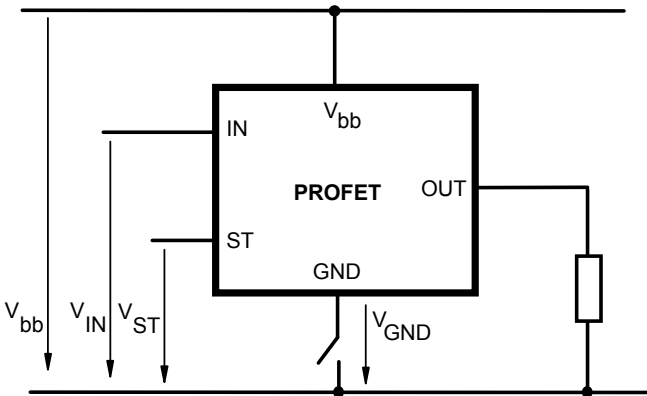 V_bb
IN
PROFET
OUT
ST
GND
V_bb
V_IN
V_ST
V_GND